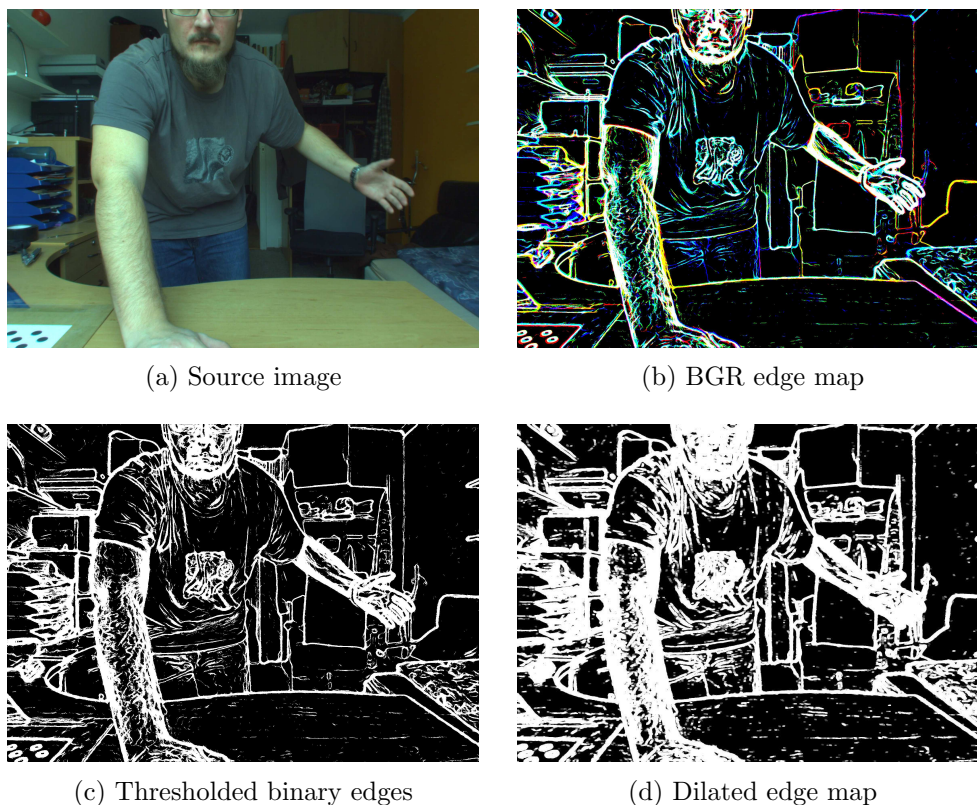 (a) Source image
(b) BGR edge map
(c) Thresholded binary edges
(d) Dilated edge map